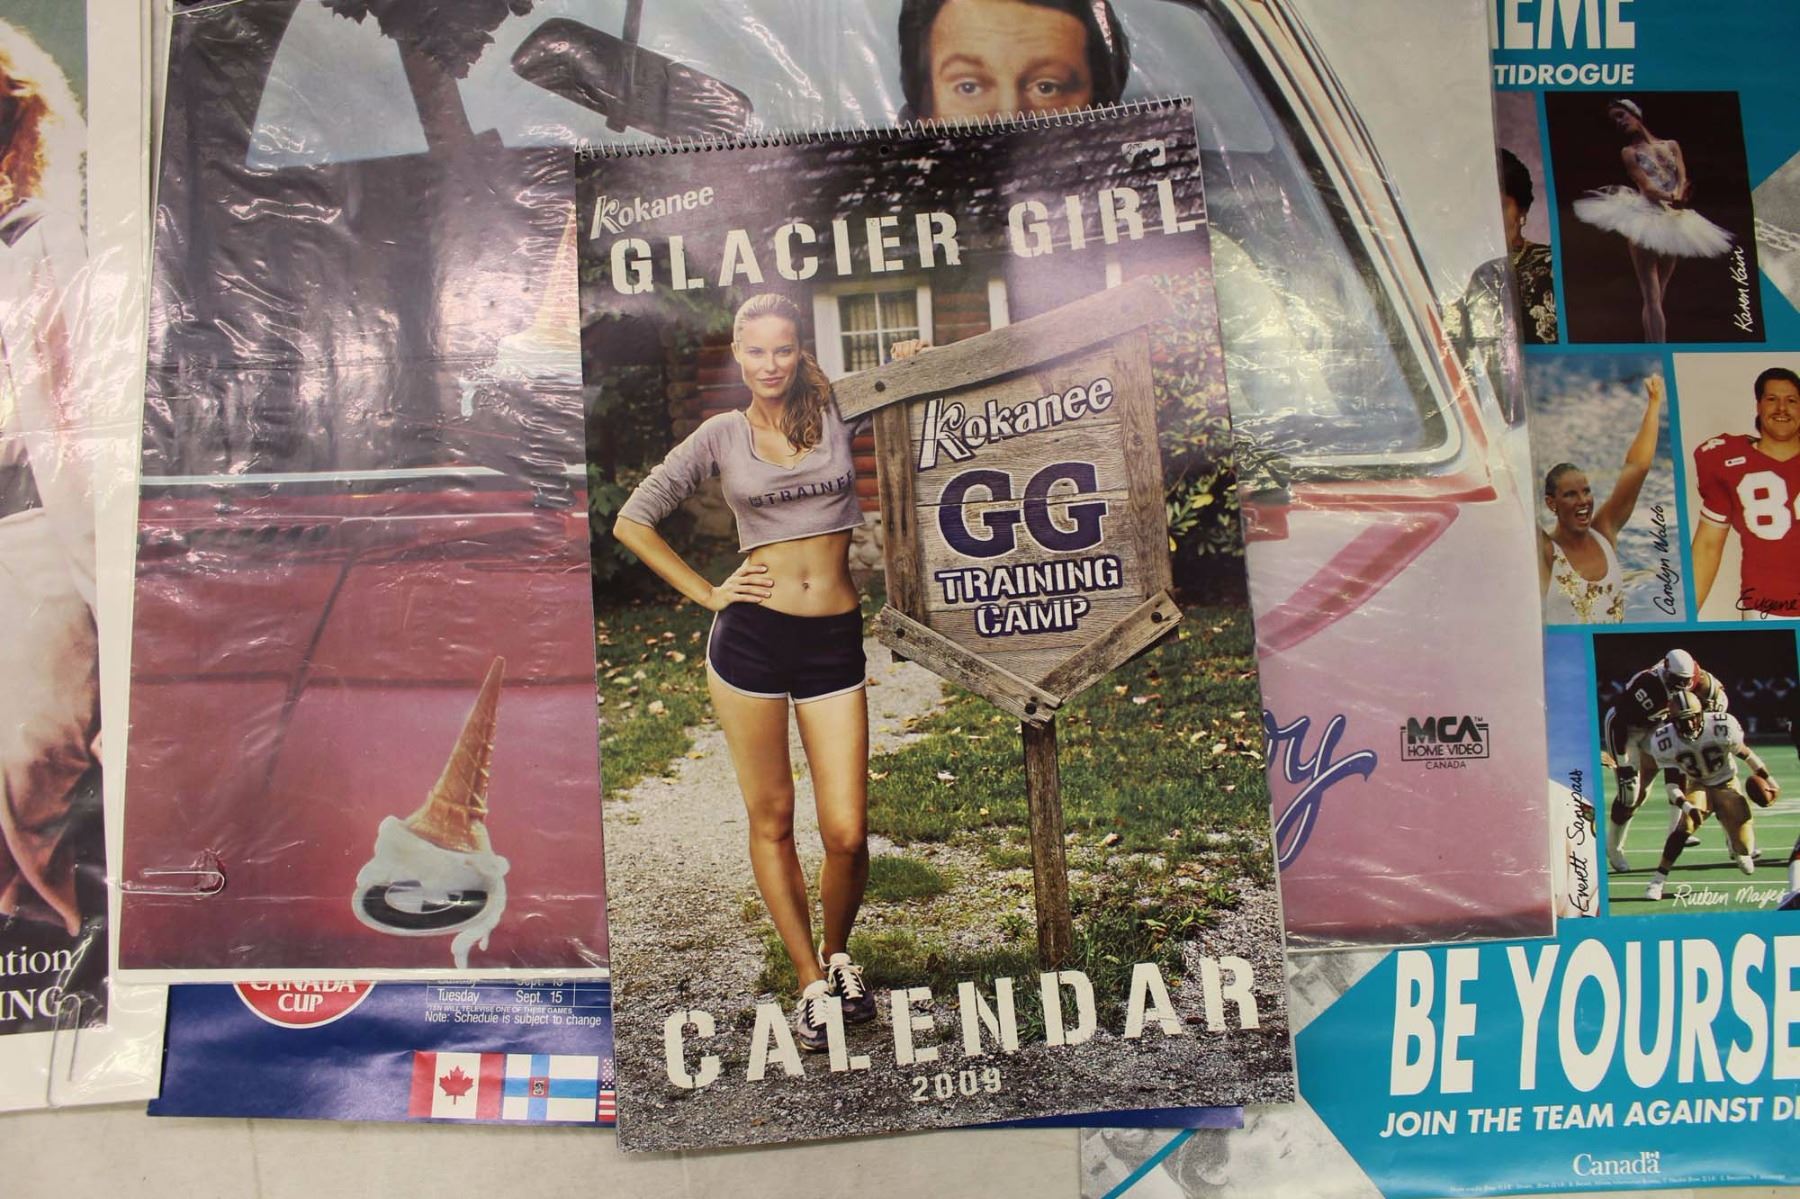 Kokanee
GLACIER GIRL
TRAINEE
Kokanee
GG
TRAINING
CAMP
CALENDAR
2009
MCA
HOME VIDEO
CANADA
CANADA
CUP
Tuesday Sept. 15
Note: Schedule is subject to change
ation
ING
EME
TIDROGUE
Karen Kain
Carolyn Waldo
Eugene
84
36
Rueben Mayes
BE YOURSE
JOIN THE TEAM AGAINST D
Canada